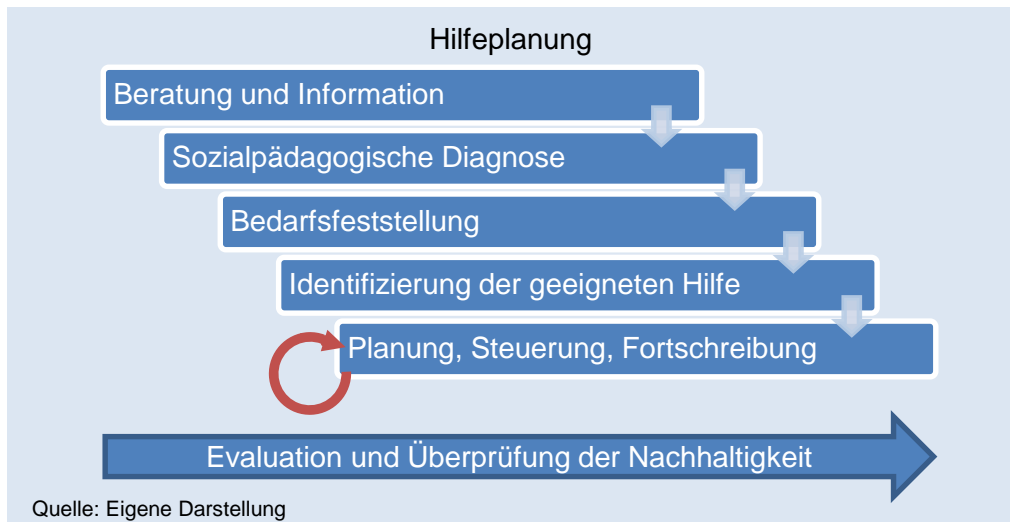 Hilfeplanung
Beratung und Information
Sozialpädagogische Diagnose
Bedarfsfeststellung
Identifizierung der geeigneten Hilfe
Planung, Steuerung, Fortschreibung
Evaluation und Überprüfung der Nachhaltigkeit
Quelle: Eigene Darstellung